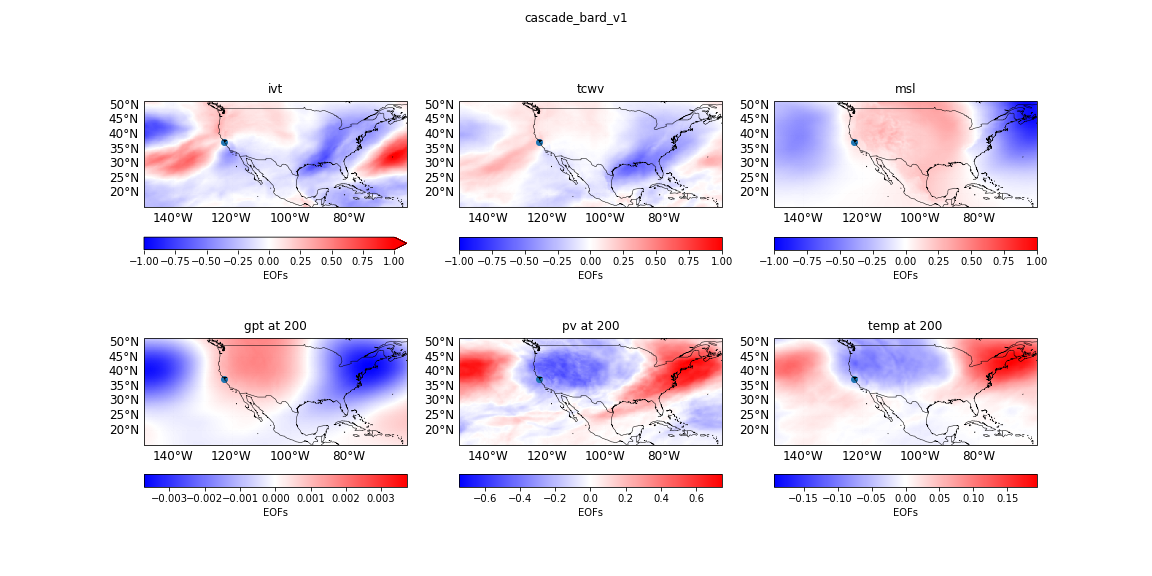 cascade_bard_v1
ivt
tcwv
msl
50°N
45°N
40°N
35°N
30°N
25°N
20°N
50°N
45°N
40°N
35°N
30°N
25°N
20°N
50°N
45°N
40°N
35°N
30°N
25°N
20°N
140°W 120°W 100°W 80°W
140°W 120°W 100°W 80°W
140°W 120°W 100°W 80°W
−1.00 −0.75 −0.50 −0.25 0.00 0.25 0.50 0.75 1.00
−1.00 −0.75 −0.50 −0.25 0.00 0.25 0.50 0.75 1.00
−1.00 −0.75 −0.50 −0.25 0.00 0.25 0.50 0.75 1.00
EOFs
EOFs
EOFs
gpt at 200
pv at 200
temp at 200
50°N
45°N
40°N
35°N
30°N
25°N
20°N
50°N
45°N
40°N
35°N
30°N
25°N
20°N
50°N
45°N
40°N
35°N
30°N
25°N
20°N
140°W 120°W 100°W 80°W
140°W 120°W 100°W 80°W
140°W 120°W 100°W 80°W
−0.003 −0.002 −0.001 0.000 0.001 0.002 0.003
−0.6 −0.4 −0.2 0.0 0.2 0.4 0.6
−0.15 −0.10 −0.05 0.00 0.05 0.10 0.15
EOFs
EOFs
EOFs